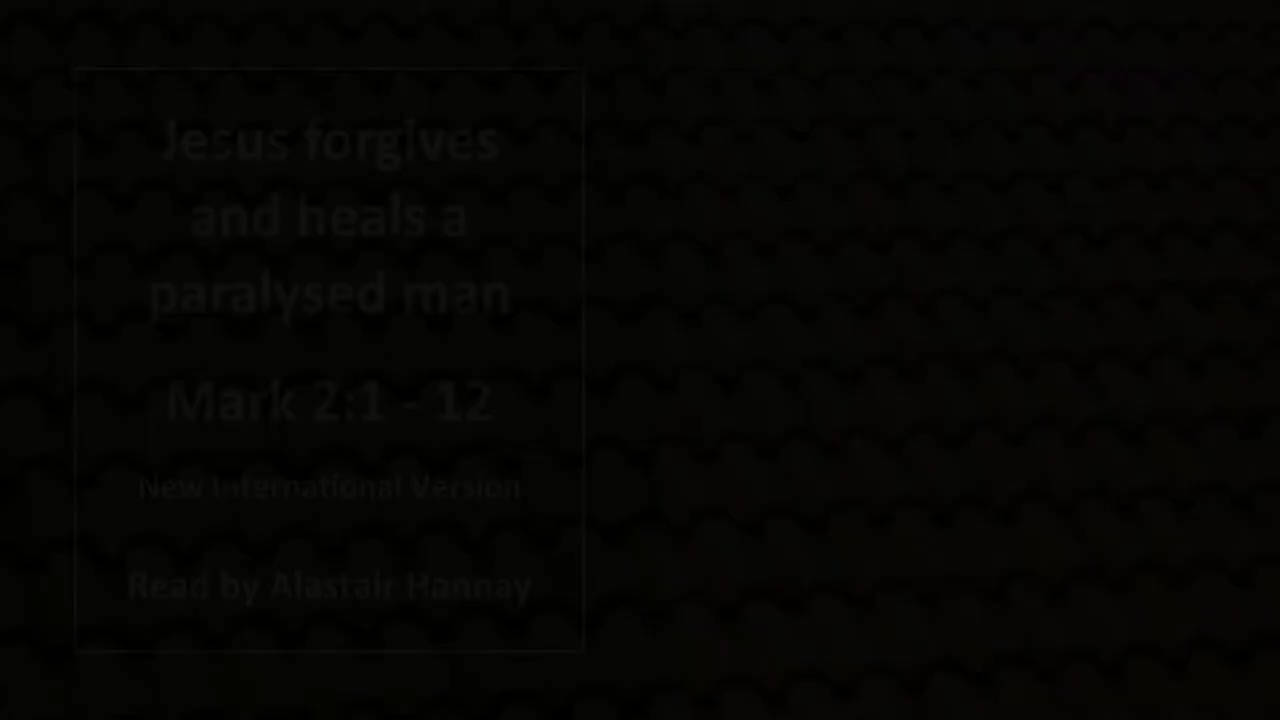 Jesus forgives
and heals a
paralysed man
Mark 2:1 - 12
New International Version
Read by Alastair Hannay